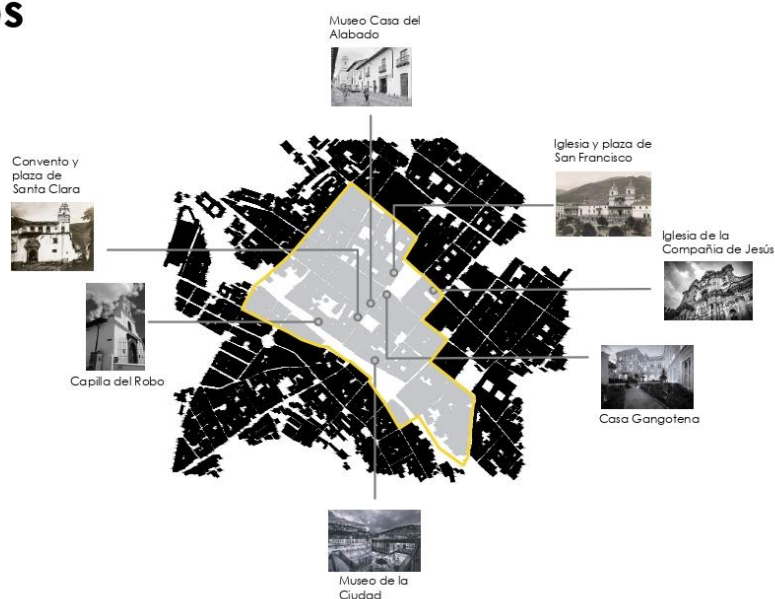 Museo Casa del
Alabado
Convento y
plaza de
Santa Clara
Iglesia y plaza de
San Francisco
Iglesia de la
Compañia de Jesús
Capilla del Robo
Casa Gangotena
Museo de la
Ciudad